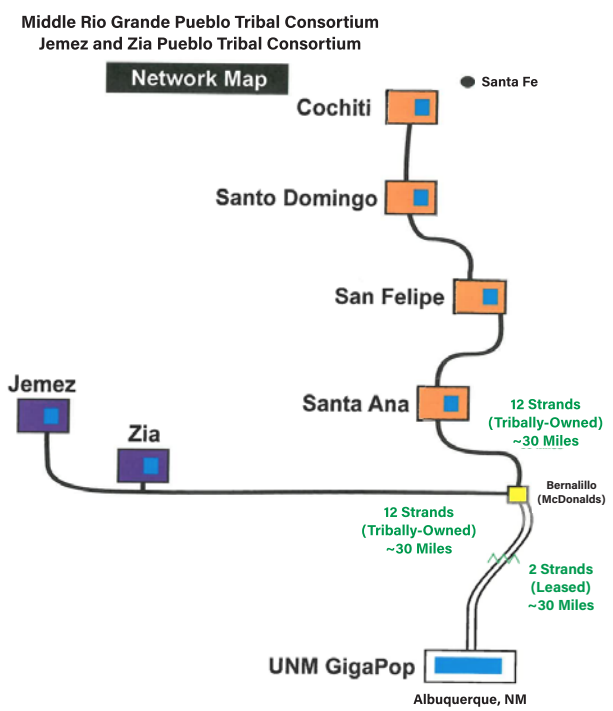 Middle Rio Grande Pueblo Tribal Consortium
Jemez and Zia Pueblo Tribal Consortium
Network Map
Santa Fe
Cochiti
Santo Domingo
San Felipe
Jemez
Santa Ana
12 Strands
(Tribally-Owned)
~30 Miles
Zia
Bernalillo
(McDonalds)
12 Strands
(Tribally-Owned)
~30 Miles
2 Strands
(Leased)
~30 Miles
UNM GigaPop
Albuquerque, NM